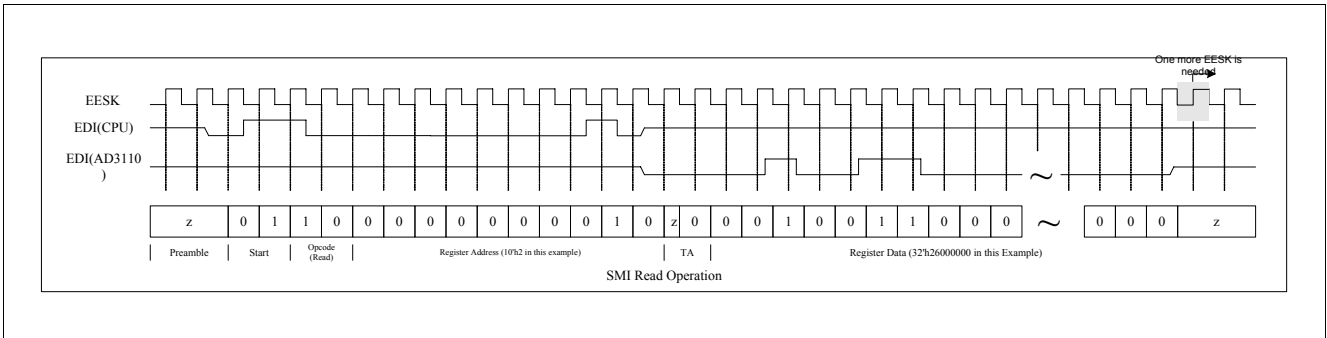 One more EESK is
needed
EESK
EDI(CPU)
EDI(AD3110
)
~
z 0 1 1 0 0 0 0 0 0 0 0 0 1 0 z 0 0 0 1 0 0 1 1 0 0 0 ~ 0 0 0 z
Preamble Start Opcode
(Read) Register Address (10'h2 in this example) TA Register Data (32'h26000000 in this Example)
SMI Read Operation